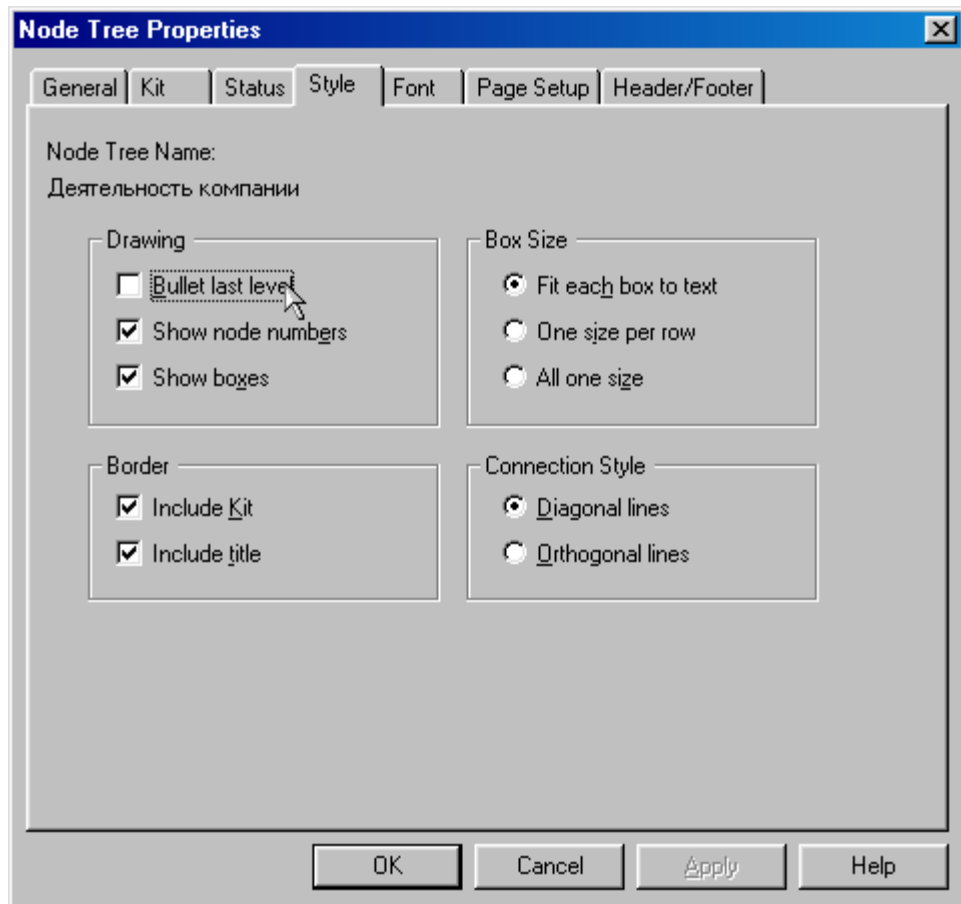 Node Tree Properties
General Kit Status Style Font Page Setup Header/Footer
Node Tree Name:
Деятельность компании
Drawing
Bullet last level
Show node numbers
Show boxes
Box Size
Fit each box to text
One size per row
All one size
Border
Include Kit
Include title
Connection Style
Diagonal lines
Orthogonal lines
OK Cancel Apply Help